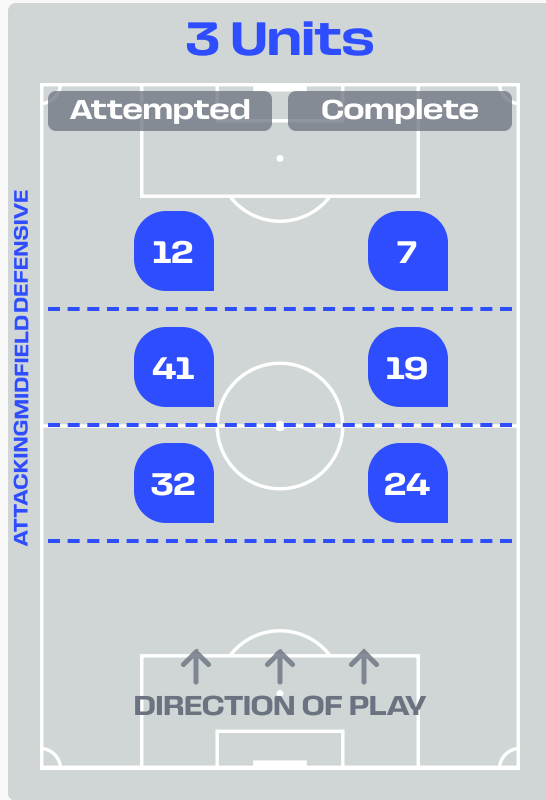 3 Units
Attempted Complete
12 7
DEFENSIVE
41 19
MIDFIELD
32 24
ATTACKING
DIRECTION OF PLAY